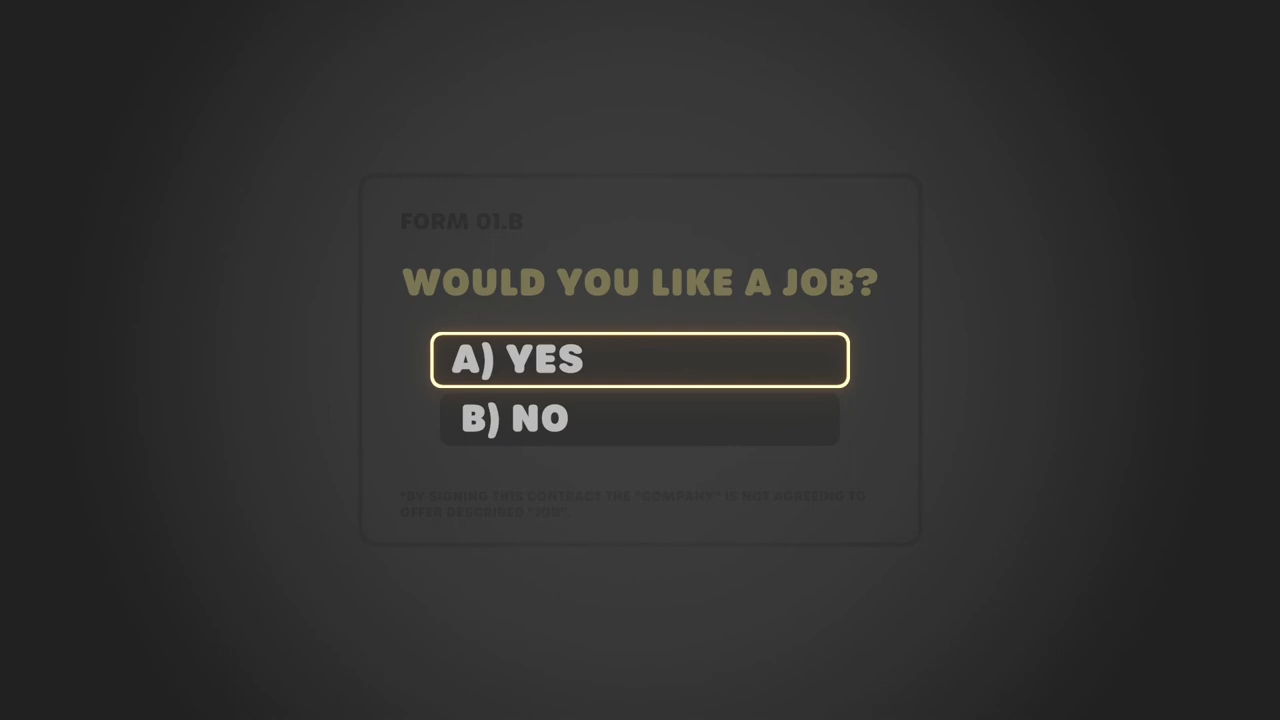 FORM 01.B
WOULD YOU LIKE A JOB?
A) YES
B) NO
*BY SIGNING THIS CONTRACT THE "COMPANY" IS NOT AGREEING TO
OFFER DESCRIBED "JOB".